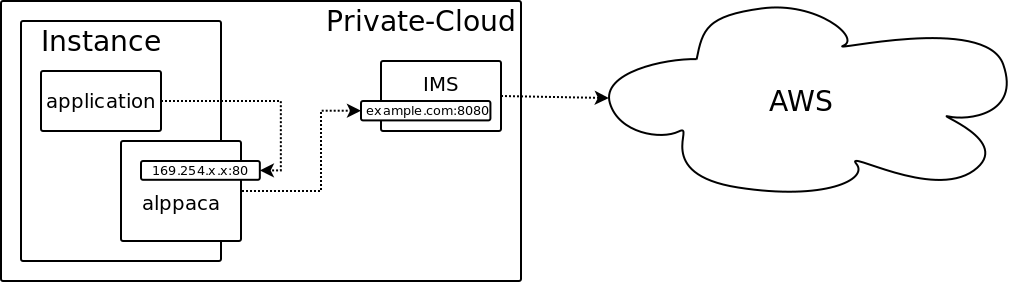 Private-Cloud
Instance
application
169.254.x.x:80
alppaca
IMS
example.com:8080
AWS